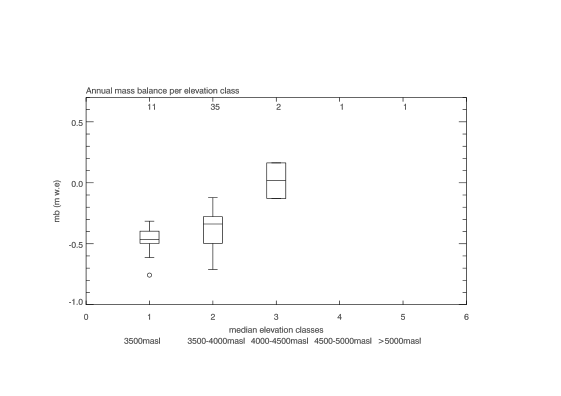 Annual mass balance per elevation class
11 35 2 1 1
0.5
0.0
-0.5
-1.0
mb (m w.e)
0 1 2 3 4 5 6
median elevation classes
3500masl 3500-4000masl 4000-4500masl 4500-5000masl >5000masl